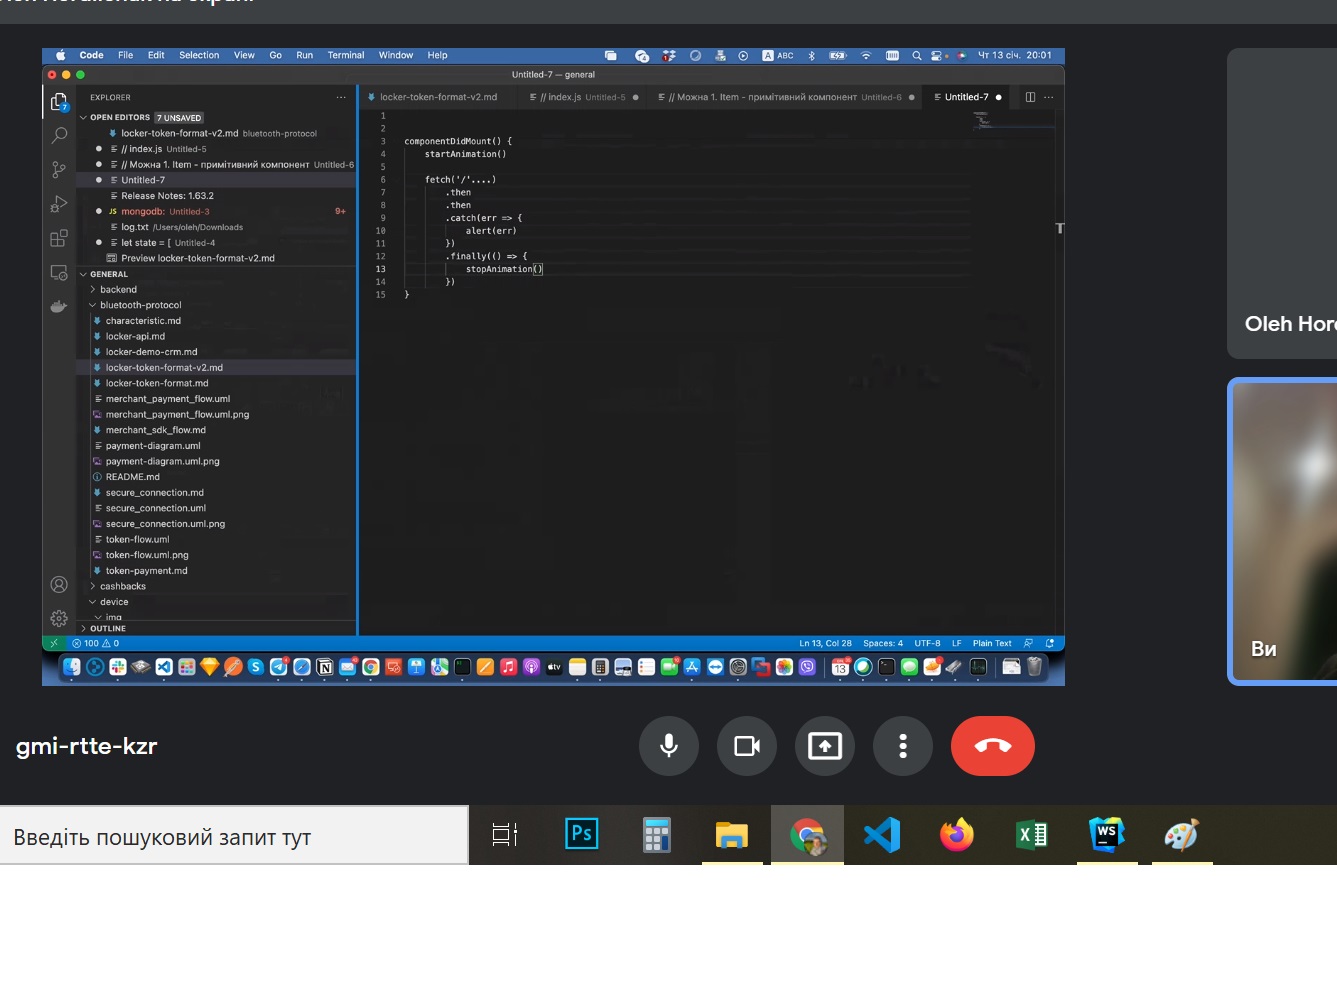 Code File Edit Selection View Go Run Terminal Window Help
ABC
Чт 13 січ. 20:01
Untitled-7 — general
EXPLORER
locker-token-format-v2.md
// index.js Untitled-5
// Можна 1. Item - примітивний компонент Untitled-6
Untitled-7
OPEN EDITORS 7 UNSAVED
locker-token-format-v2.md bluetooth-protocol
// index.js Untitled-5
// Можна 1. Item - примітивний компонент Untitled-6
Untitled-7
Release Notes: 1.63.2
JS mongodb: Untitled-3 9+
log.txt /Users/oleh/Downloads
let state = [ Untitled-4
Preview locker-token-format-v2.md
GENERAL
backend
bluetooth-protocol
characteristic.md
locker-api.md
locker-demo-crm.md
locker-token-format-v2.md
locker-token-format.md
merchant_payment_flow.uml
merchant_payment_flow.uml.png
merchant_sdk_flow.md
payment-diagram.uml
payment-diagram.uml.png
README.md
secure_connection.md
secure_connection.uml
secure_connection.uml.png
token-flow.uml
token-flow.uml.png
token-payment.md
cashbacks
device
img
OUTLINE
1
2
3 componentDidMount() {
4 startAnimation()
5
6 fetch('/'....)
7 .then
8 .then
9 .catch(err => {
10 alert(err)
11 })
12 .finally(() => {
13 stopAnimation()
14 })
15 }
100 0
Ln 13, Col 28 Spaces: 4 UTF-8 LF Plain Text
Oleh Hor
Ви
gmi-rtte-kzr
Введіть пошуковий запит тут
Ps
WS